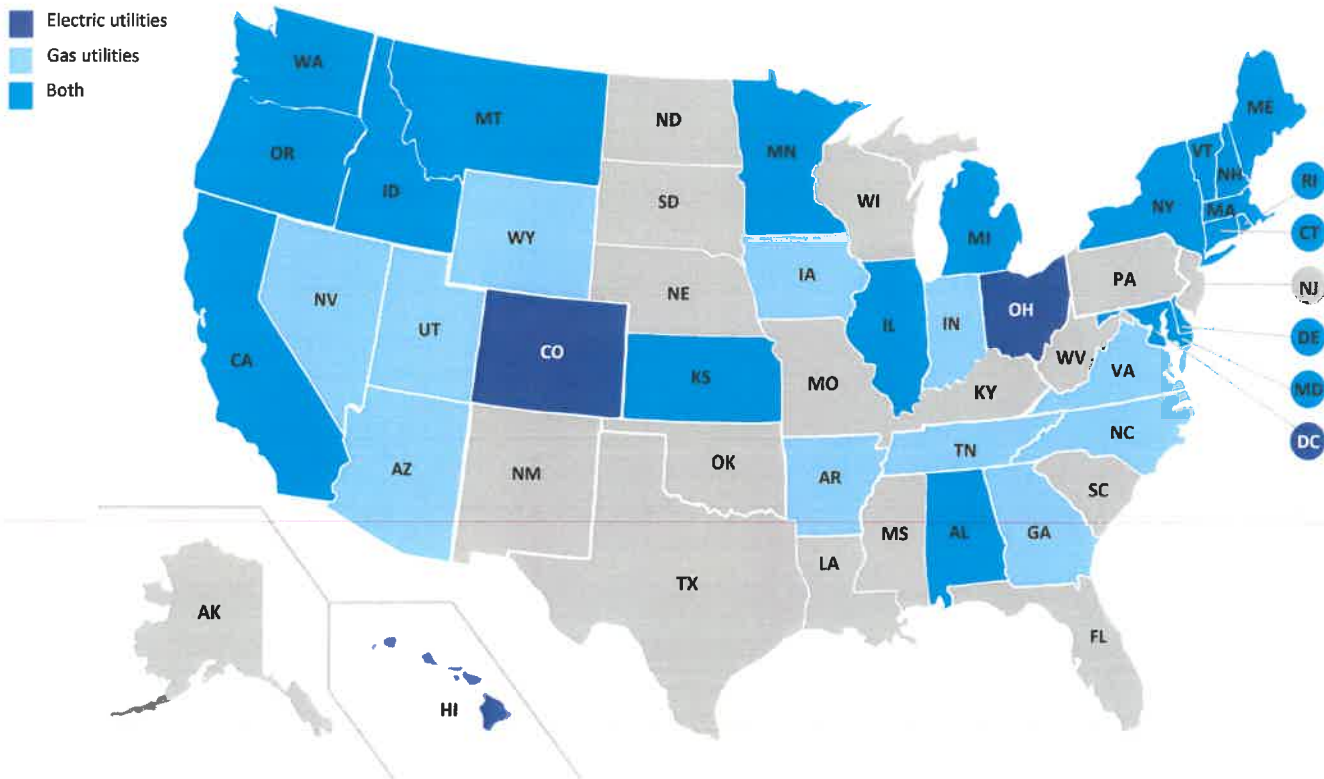 Electric utilities
Gas utilities
Both
WA
MT
ND
MN
ME
VT
NH
OR
ID
SD
WI
NY
MA
RI
CT
WY
MI
IA
PA
NJ
NV
UT
NE
IL
IN
OH
DE
CA
CO
KS
MO
WV
VA
KY
MD
NC
DC
AZ
NM
OK
AR
TN
SC
MS
AL
GA
LA
TX
AK
FL
HI